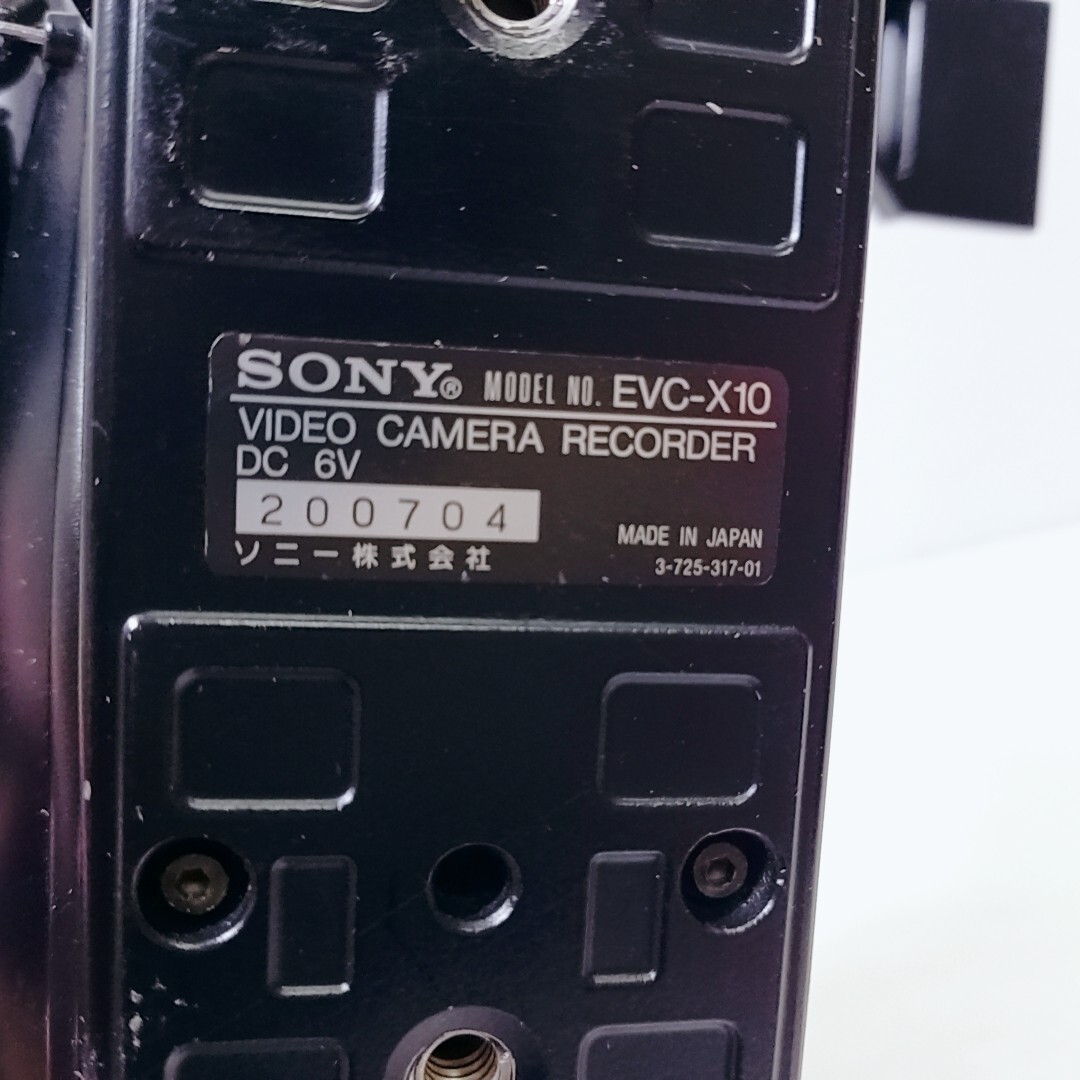 SONY® MODEL NO. EVC-X10
VIDEO CAMERA RECORDER
DC 6V
200704
ソニー株式会社
MADE IN JAPAN
3-725-317-01